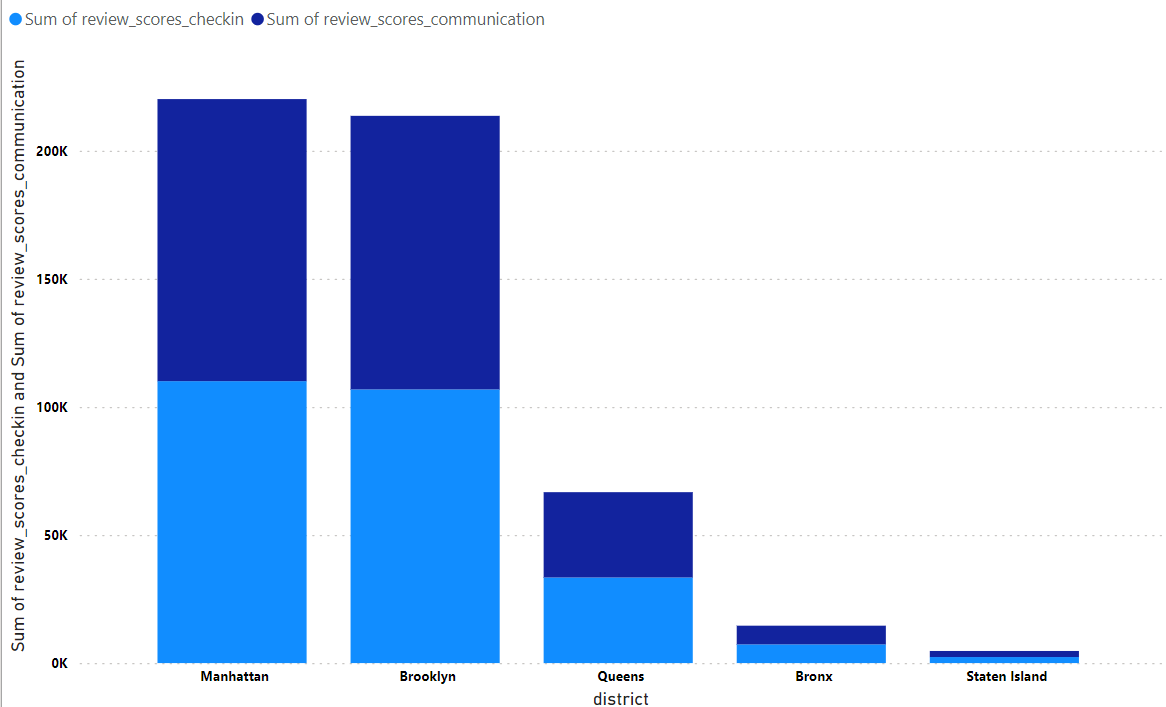 Sum of review_scores_checkin Sum of review_scores_communication
Sum of review_scores_checkin and Sum of review_scores_communication
200K
150K
100K
50K
0K
Manhattan Brooklyn Queens Bronx Staten Island
district